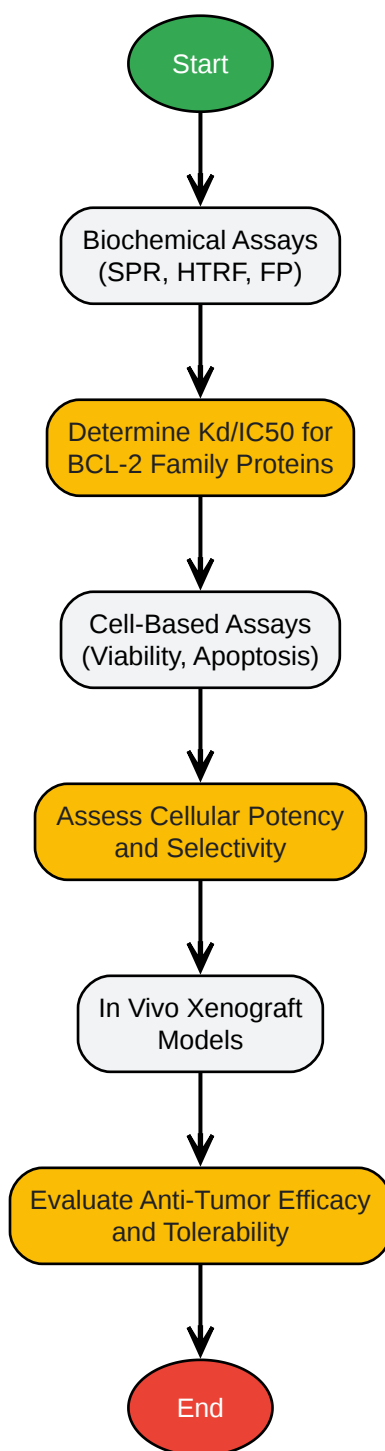 Start
Biochemical Assays
(SPR, HTRF, FP)
Determine Kd/IC50 for
BCL-2 Family Proteins
Cell-Based Assays
(Viability, Apoptosis)
Assess Cellular Potency
and Selectivity
In Vivo Xenograft
Models
Evaluate Anti-Tumor Efficacy
and Tolerability
End